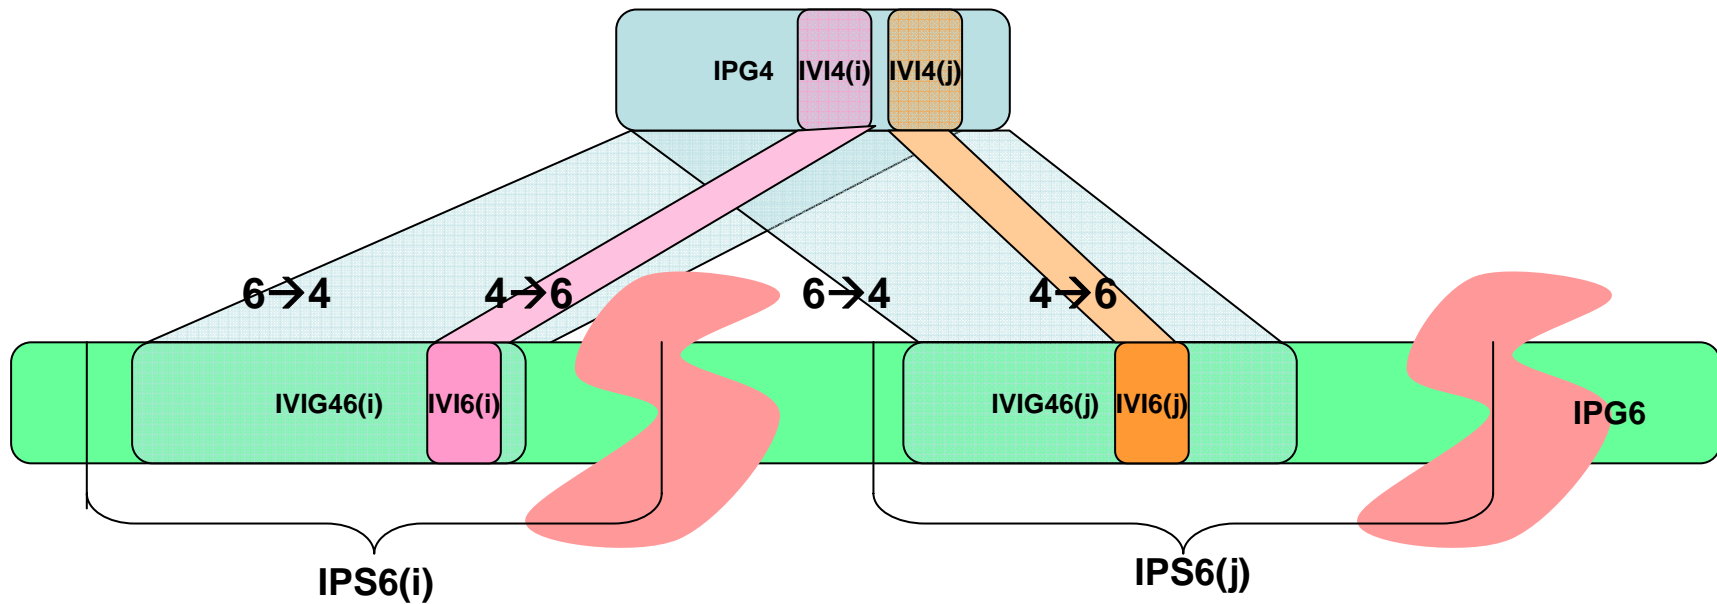 IPG4
IVI4(i)
IVI4(j)
6→4
4→6
6→4
4→6
IVIG46(i)
IVI6(i)
IVIG46(j)
IVI6(j)
IPG6
IPS6(i)
IPS6(j)